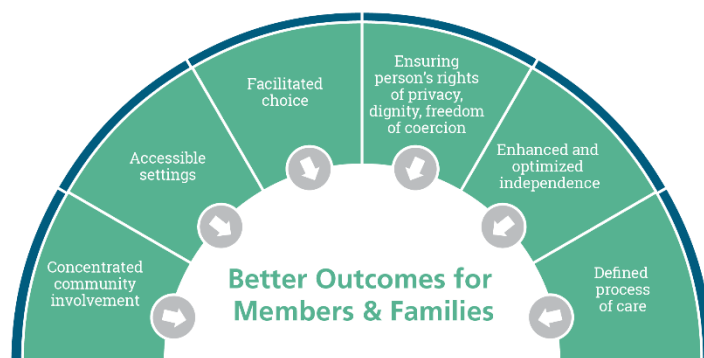 Concentrated
community
involvement
Accessible
settings
Facilitated
choice
Ensuring
person's rights
of privacy,
dignity, freedom
of coercion
Enhanced and
optimized
independence
Defined
process
of care
Better Outcomes for
Members & Families